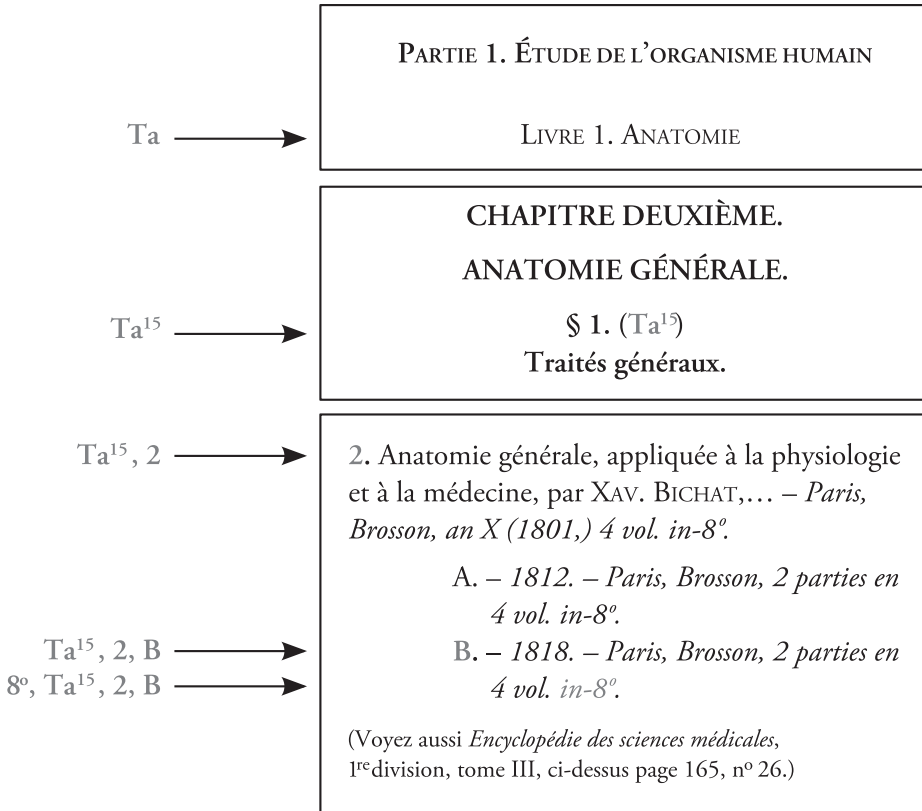 PARTIE 1. ÉTUDE DE L'ORGANISME HUMAIN
Ta
LIVRE 1. ANATOMIE
CHAPITRE DEUXIÈME.
ANATOMIE GÉNÉRALE.
Ta¹⁵
§ 1. (Ta¹⁵)
Traités généraux.
Ta¹⁵, 2
2. Anatomie générale, appliquée à la physiologie
et à la médecine, par XAV. BICHAT,… – Paris,
Brosson, an X (1801,) 4 vol. in-8º.
A. – 1812. – Paris, Brosson, 2 parties en
4 vol. in-8º.
Ta¹⁵, 2, B
B. – 1818. – Paris, Brosson, 2 parties en
8º, Ta¹⁵, 2, B
4 vol. in-8º.
(Voyez aussi Encyclopédie des sciences médicales,
1ʳᵉdivision, tome III, ci-dessus page 165, nº 26.)